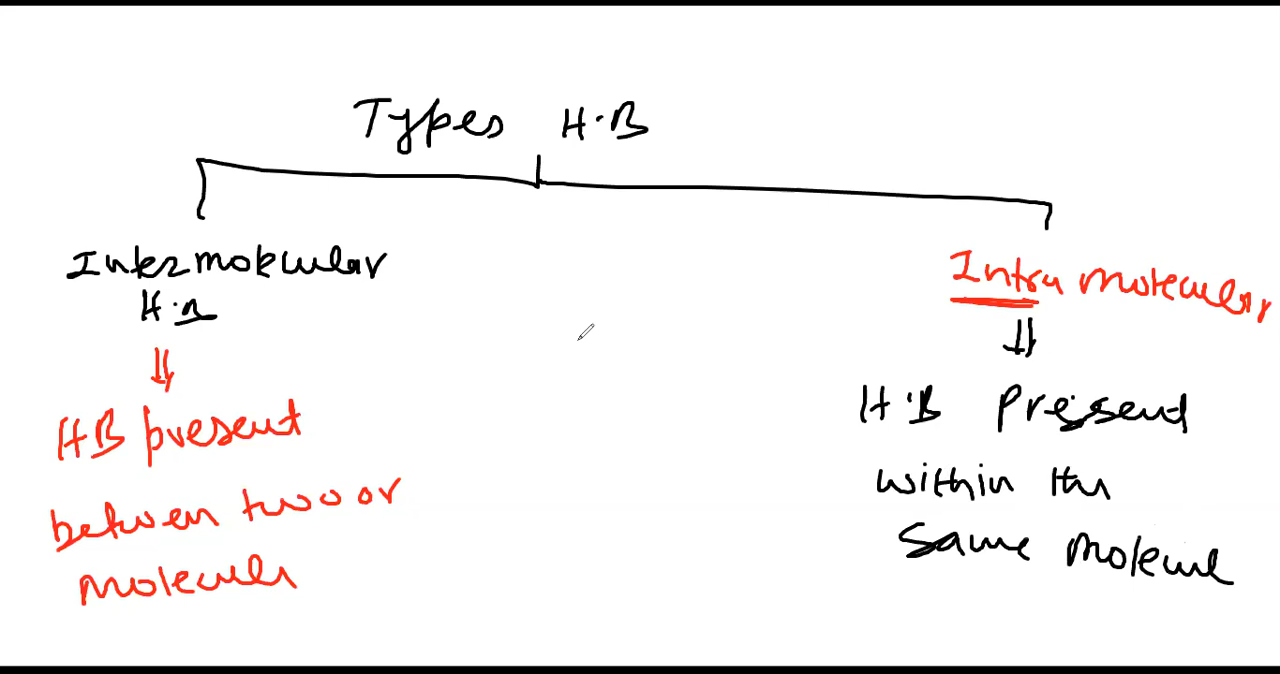 Types H.B
Intermolecular
H.B
HB present
between two or
molecules
Intra molecular
H.B Present
within the
same molecule